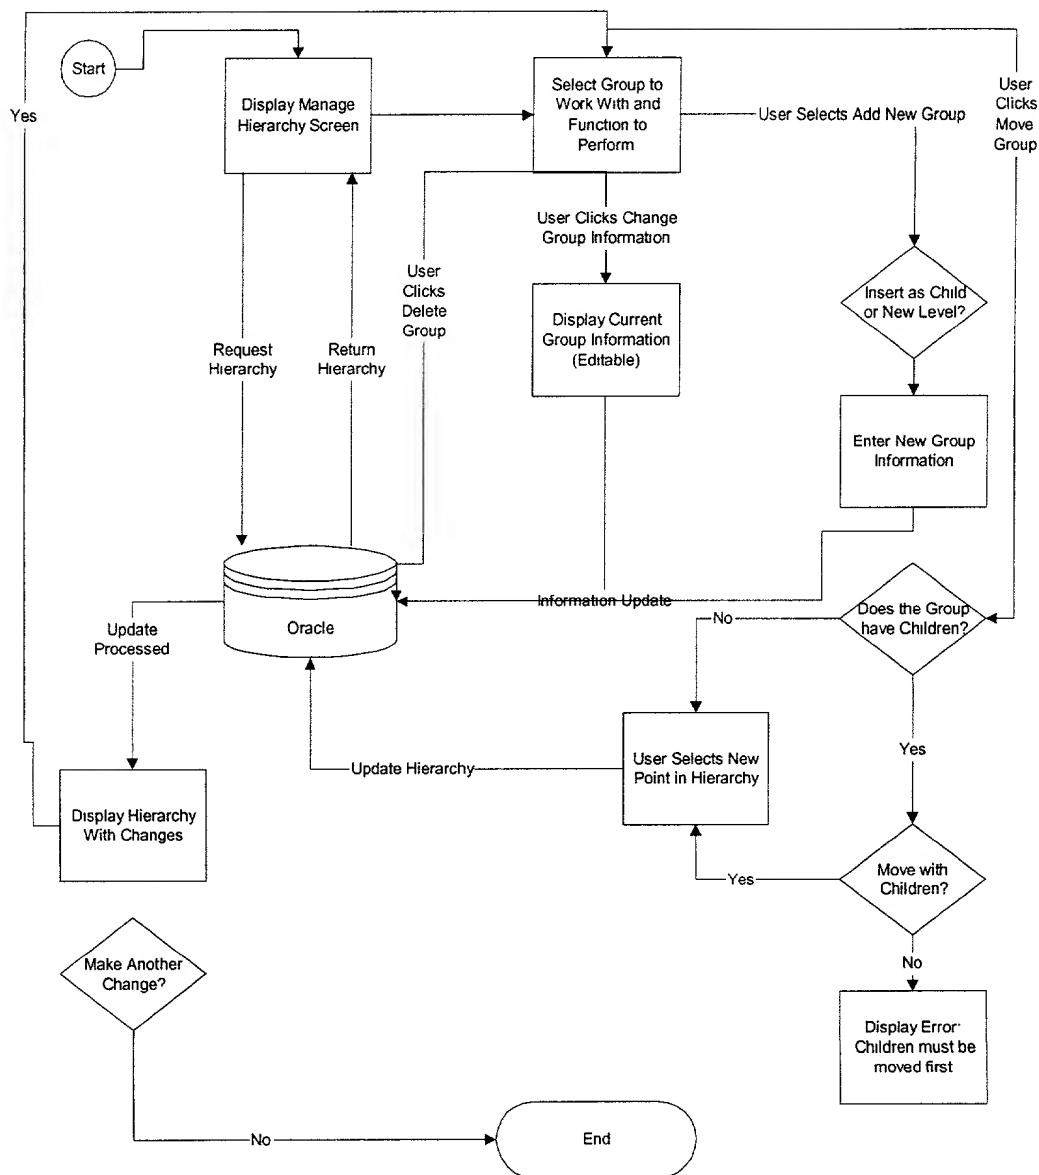 Start
Yes
Display Manage
Hierarchy Screen
Select Group to
Work With and
Function to
Perform
User Selects Add New Group
User
Clicks
Move
Group
User Clicks Change
Group Information
User
Clicks
Delete
Group
Insert as Child
or New Level?
Display Current
Group Information
(Editable)
Request
Hierarchy
Return
Hierarchy
Enter New Group
Information
Information Update
Oracle
Update
Processed
No
Does the Group
have Children?
Yes
User Selects New
Point in Hierarchy
Update Hierarchy
Display Hierarchy
With Changes
Move with
Children?
Yes
No
Make Another
Change?
Display Error:
Children must be
moved first
No
End